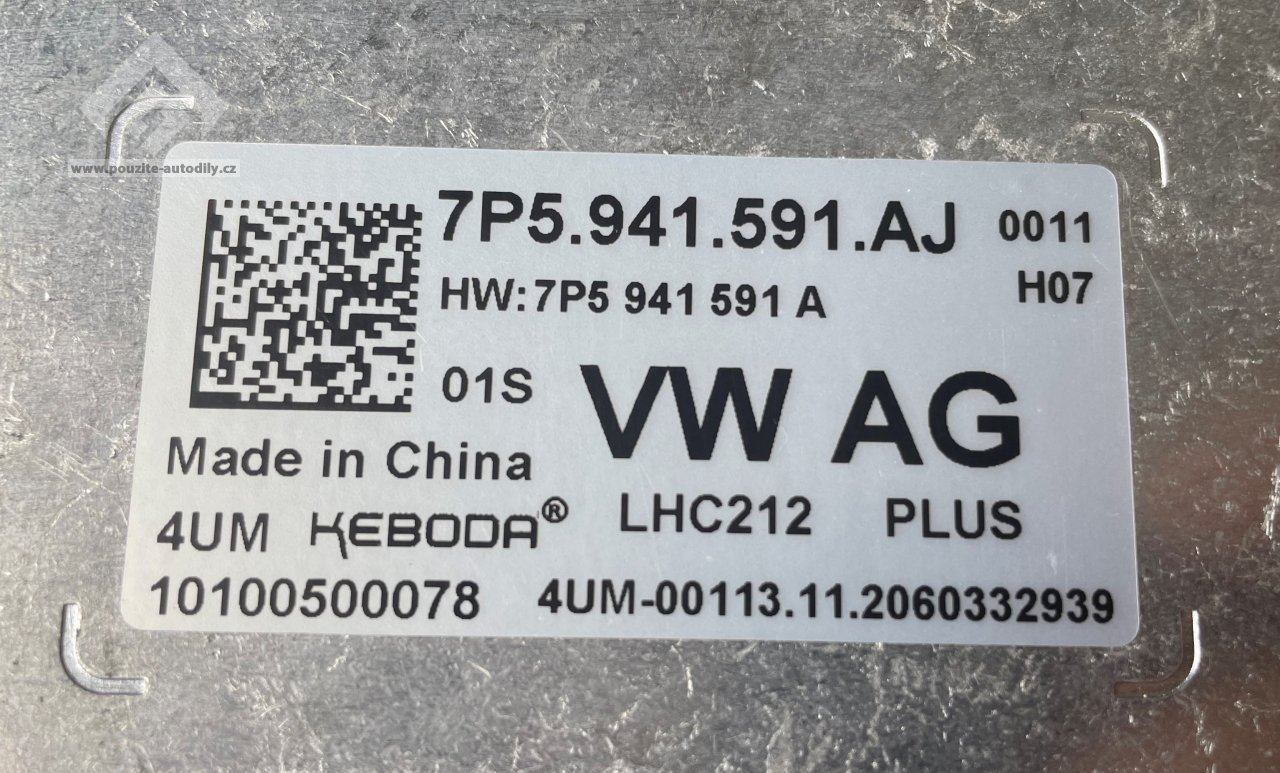 www.pouzite-autodily.cz
7P5.941.591.AJ 0011
HW:7P5 941 591 A H07
01S VW AG
Made in China
4UM KEBODA® LHC212 PLUS
10100500078 4UM-00113.11.2060332939